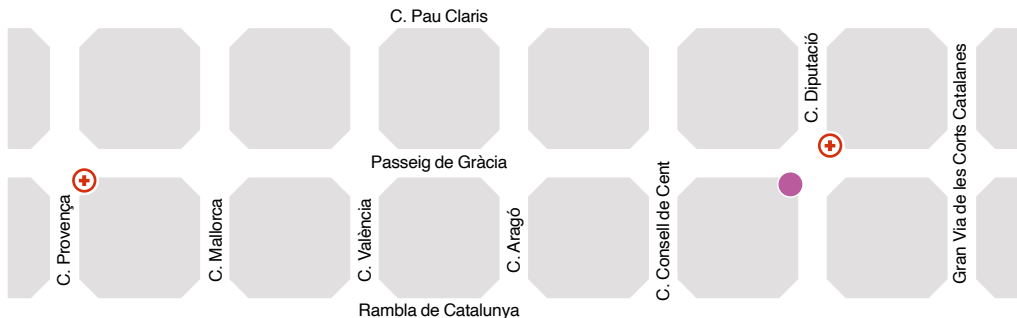 C. Pau Claris
C. Diputació
Gran Via de les Corts Catalanes
Passeig de Gràcia
C. Provença
C. Mallorca
C. València
C. Aragó
C. Consell de Cent
Rambla de Catalunya